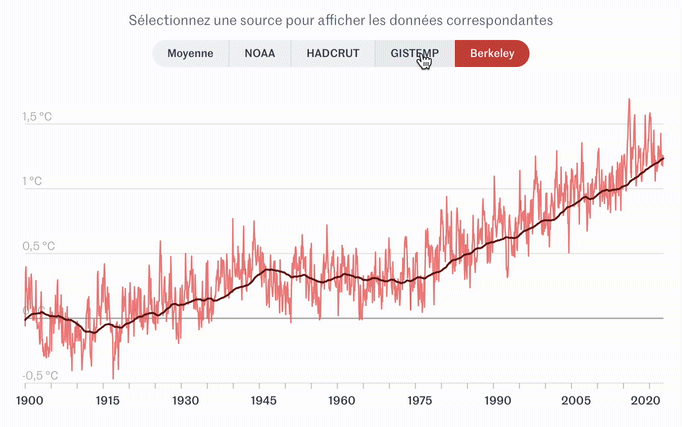 Sélectionnez une source pour afficher les données correspondantes
Moyenne NOAA HADCRUT GISTEMP Berkeley
1,5 °C
1 °C
0,5 °C
0
-0,5 °C
1900 1915 1930 1945 1960 1975 1990 2005 2020